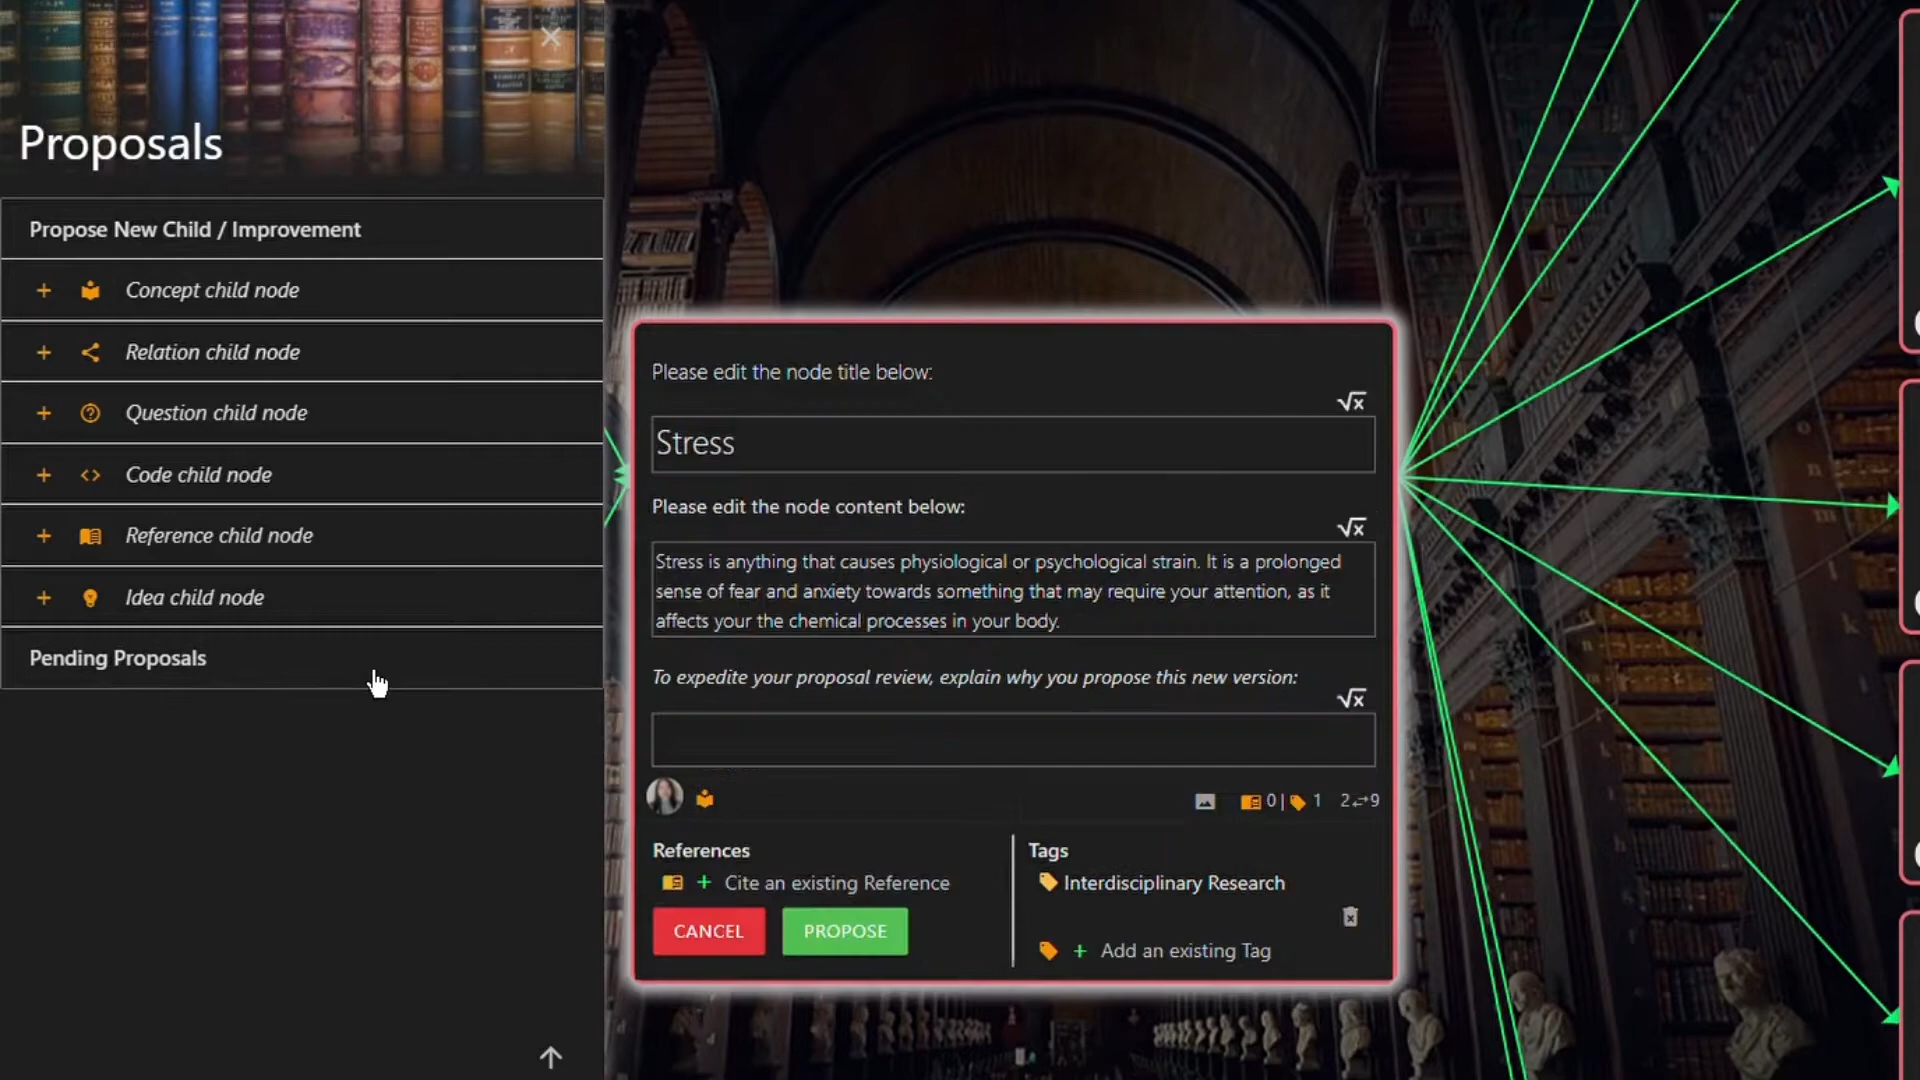 Proposals
Propose New Child / Improvement
+ Concept child node
+ Relation child node
+ Question child node
+ Code child node
+ Reference child node
+ Idea child node
Pending Proposals
Please edit the node title below:
√x
Stress
Please edit the node content below:
√x
Stress is anything that causes physiological or psychological strain. It is a prolonged
sense of fear and anxiety towards something that may require your attention, as it
affects your the chemical processes in your body.
To expedite your proposal review, explain why you propose this new version:
√x
0 | 1 2⇄9
References
+ Cite an existing Reference
CANCEL PROPOSE
Tags
Interdisciplinary Research
+ Add an existing Tag